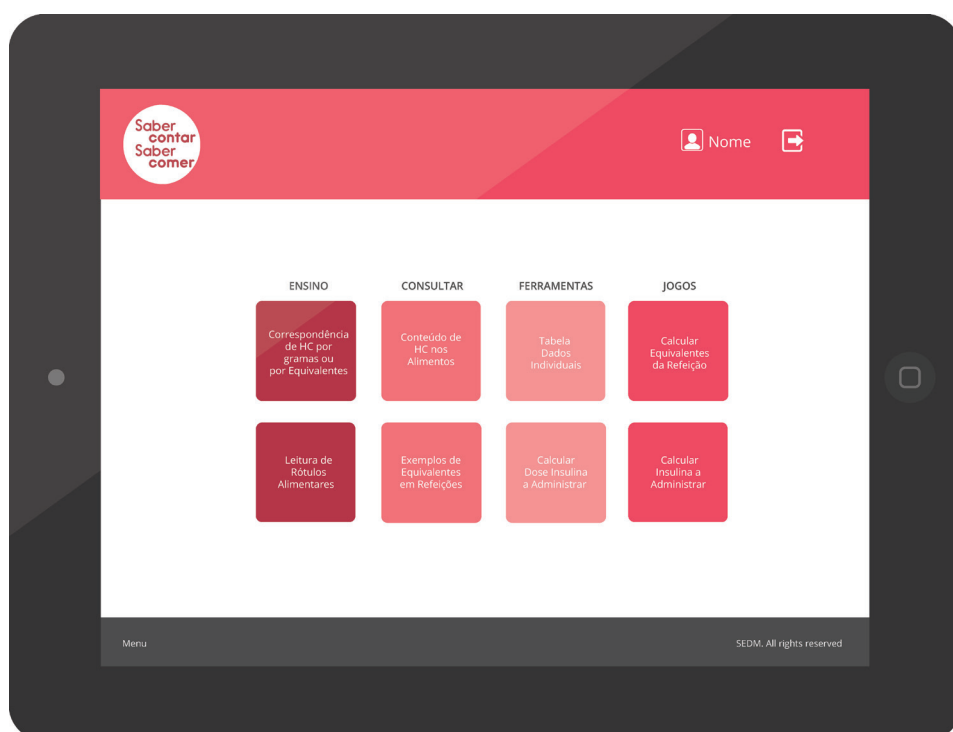 Saber
contar
Saber
comer
Nome
ENSINO
CONSULTAR
FERRAMENTAS
JOGOS
Correspondência
de HC por
gramas ou
por Equivalentes
Conteúdo de
HC nos
Alimentos
Tabela
Dados
Individuais
Calcular
Equivalentes
da Refeição
Leitura de
Rótulos
Alimentares
Exemplos de
Equivalentes
em Refeições
Calcular
Dose Insulina
a Administrar
Calcular
Insulina a
Administrar
Menu
SEDM. All rights reserved